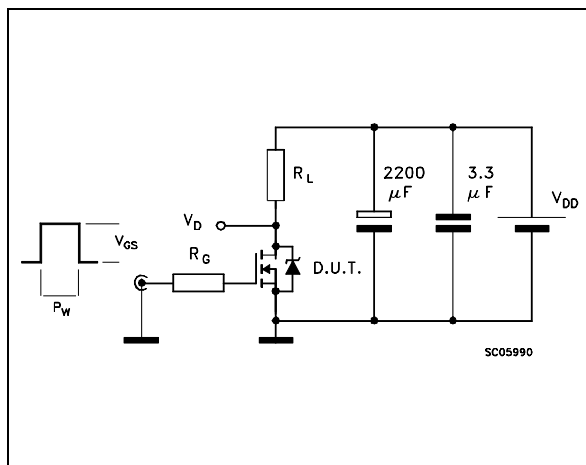 R_L
2200
μF
3.3
μF
V_DD
V_D
V_GS
R_G
D.U.T.
P_W
SC05990